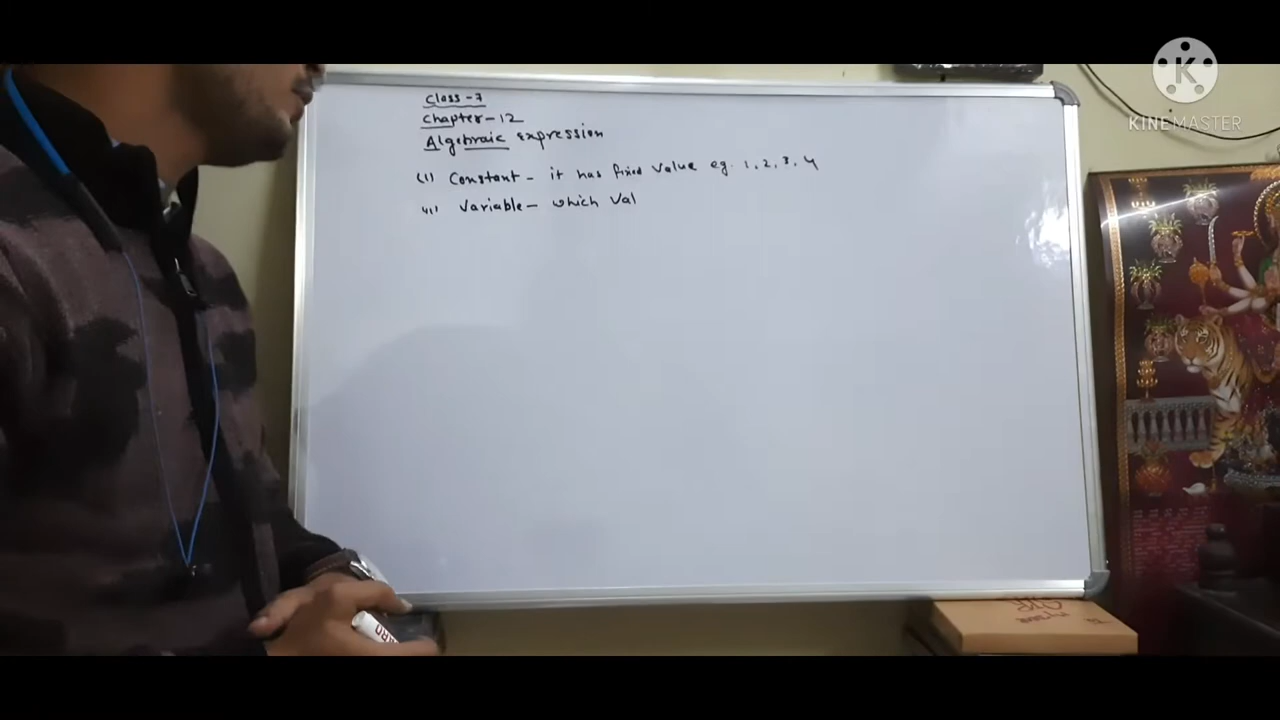 Class-7
Chapter-12
Algebraic expression
(i) Constant - it has fixed value eg. 1, 2, 3, 4
(ii) Variable - which val
KINEMASTER